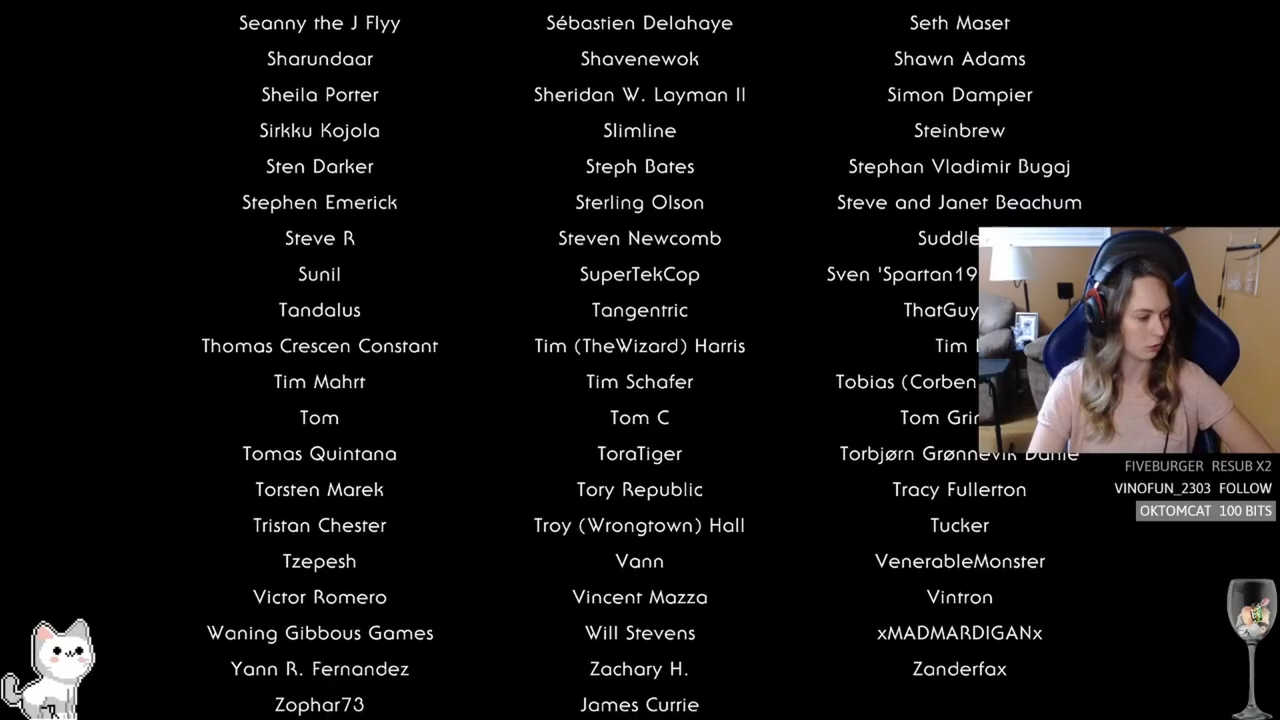 Seanny the J Flyy Sébastien Delahaye Seth Maset
Sharundaar Shavenewok Shawn Adams
Sheila Porter Sheridan W. Layman II Simon Dampier
Sirkku Kojola Slimline Steinbrew
Sten Darker Steph Bates Stephan Vladimir Bugaj
Stephen Emerick Sterling Olson Steve and Janet Beachum
Steve R Steven Newcomb
Sunil SuperTekCop Sven
Tandalus Tangentric
Thomas Crescen Constant Tim (TheWizard) Harris Tim
Tim Mahrt Tim Schafer Tobias
Tom Tom C Tom
Tomas Quintana ToraTiger Torbjørn
Torsten Marek Tory Republic Tracy Fullerton
Tristan Chester Troy (Wrongtown) Hall Tucker
Tzepesh Vann VenerableMonster
Victor Romero Vincent Mazza Vintron
Waning Gibbous Games Will Stevens xMADMARDIGANx
Yann R. Fernandez Zachary H. Zanderfax
Zophar73 James Currie
FIVEBURGER RESUB X2
VINOFUN_2303 FOLLOW
OKTOMCAT 100 BITS